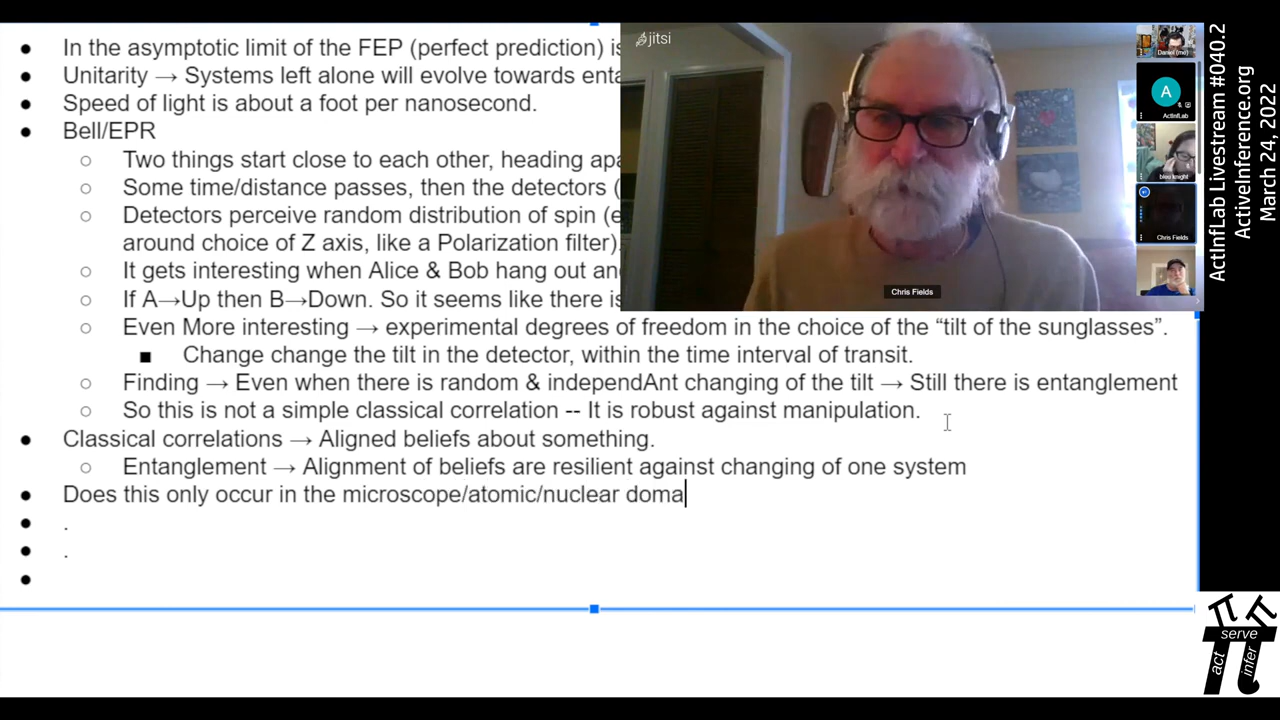 In the asymptotic limit of the FEP (perfect prediction) is
Unitarity → Systems left alone will evolve towards enta
Speed of light is about a foot per nanosecond.
Bell/EPR
Two things start close to each other, heading apa
Some time/distance passes, then the detectors (
Detectors perceive random distribution of spin (e
around choice of Z axis, like a Polarization filter).
It gets interesting when Alice & Bob hang out an
If A→Up then B→Down. So it seems like there is
Even More interesting → experimental degrees of freedom in the choice of the “tilt of the sunglasses”.
Change change the tilt in the detector, within the time interval of transit.
Finding → Even when there is random & independAnt changing of the tilt → Still there is entanglement
So this is not a simple classical correlation -- It is robust against manipulation.
Classical correlations → Aligned beliefs about something.
Entanglement → Alignment of beliefs are resilient against changing of one system
Does this only occur in the microscope/atomic/nuclear doma
.
.
jitsi
Chris Fields
Daniel (me)
A
ActInfLab
bleu knight
Chris Fields
ActInfLab Livestream #040.2
ActiveInference.org
March 24, 2022
act
serve
infer